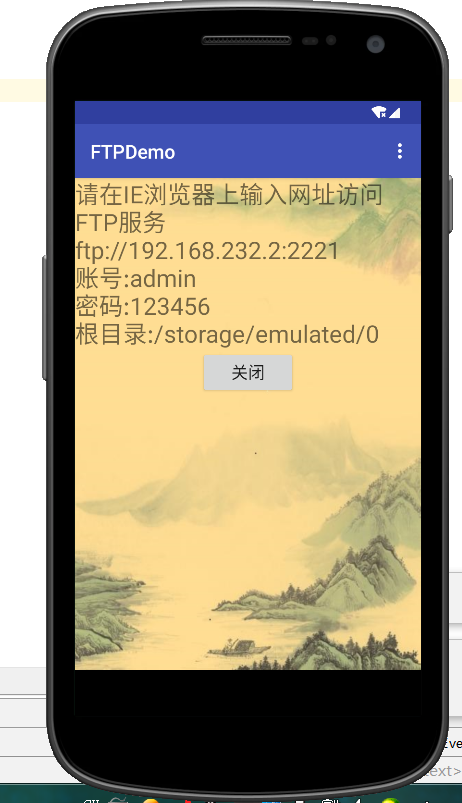 FTPDemo
请在IE浏览器上输入网址访问
FTP服务
ftp://192.168.232.2:2221
账号:admin
密码:123456
根目录:/storage/emulated/0
关闭
text>